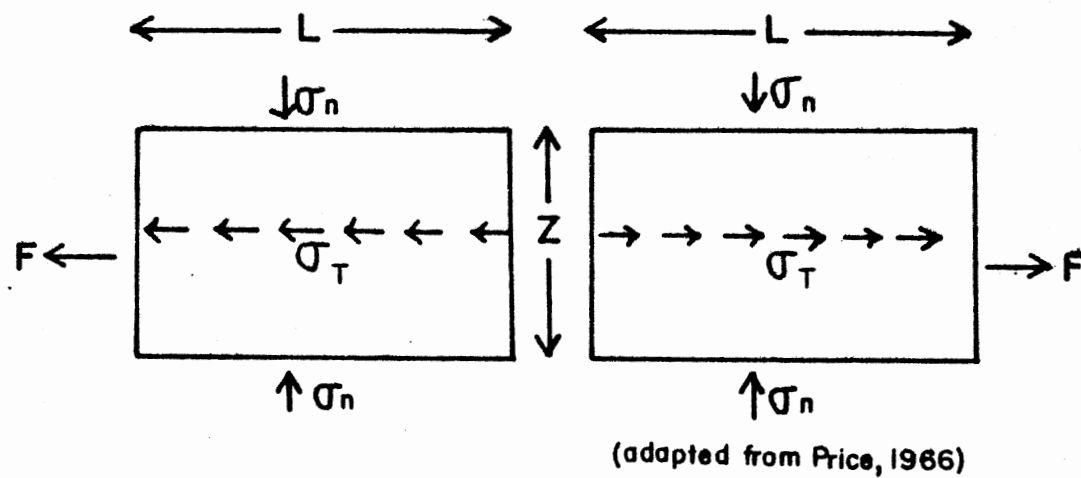 L L
σn σn
Z
F σT σT F
σn σn
(adapted from Price, 1966)